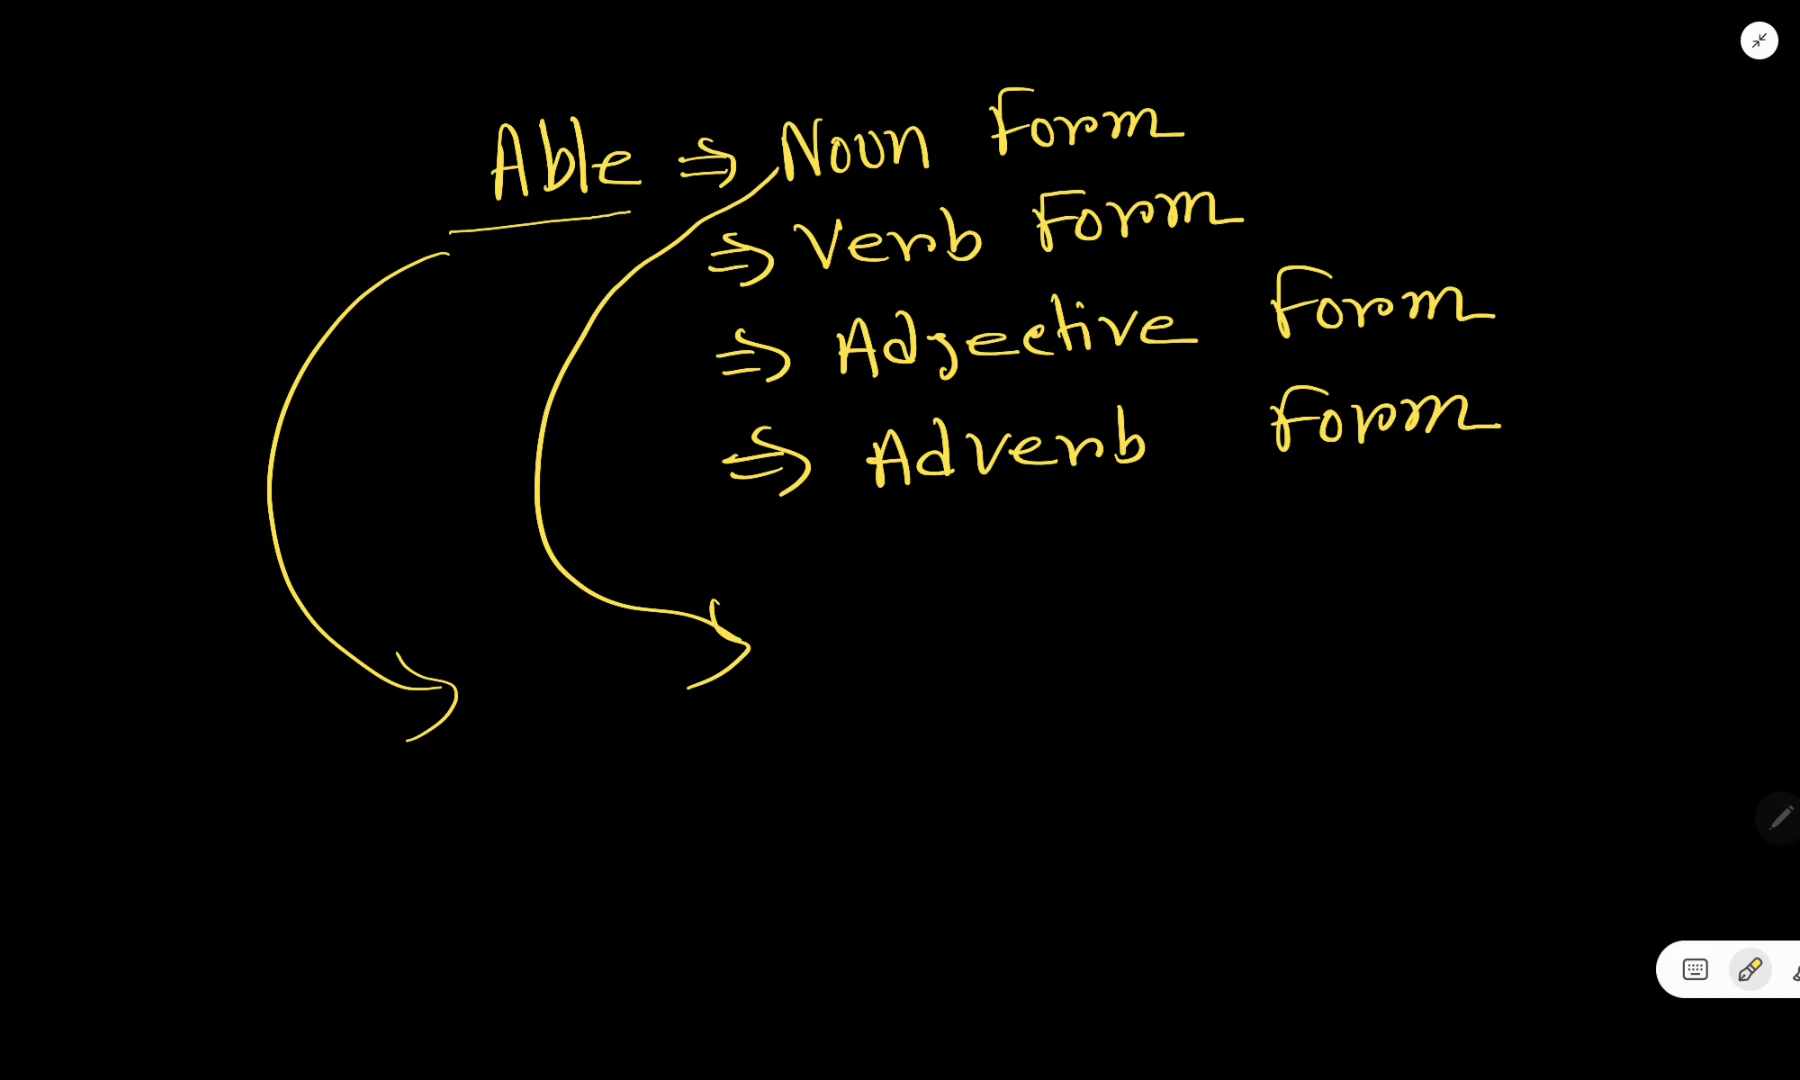 Able ⇒ Noun Form
⇒ Verb Form
⇒ Adjective Form
⇒ Adverb Form